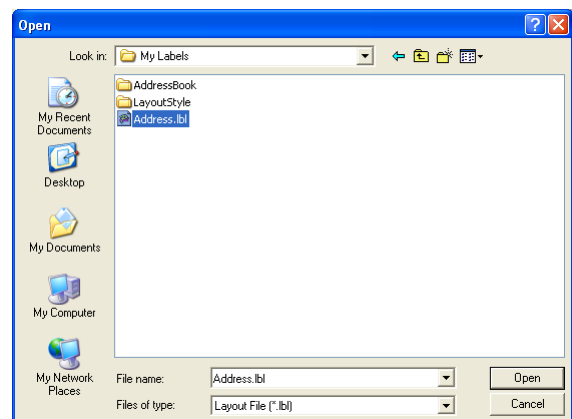 Open
Look in: My Labels
AddressBook
LayoutStyle
Address.lbl
My Recent
Documents
Desktop
My Documents
My Computer
My Network
Places
File name: Address.lbl Open
Files of type: Layout File (*.lbl) Cancel